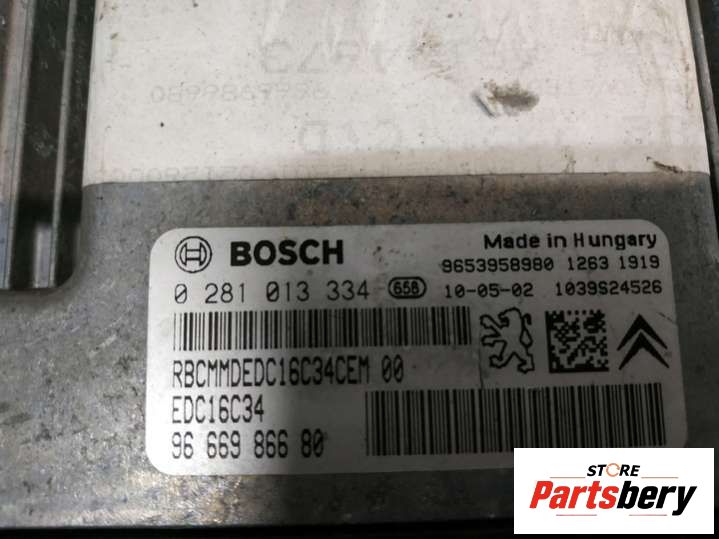 BOSCH
Made in Hungary
9653958980 1263 1919
0 281 013 334 658 10-05-02 1039S24526
RBCMMDEDC16C34CEM 00
EDC16C34
96 669 866 80
STORE
Partsbery